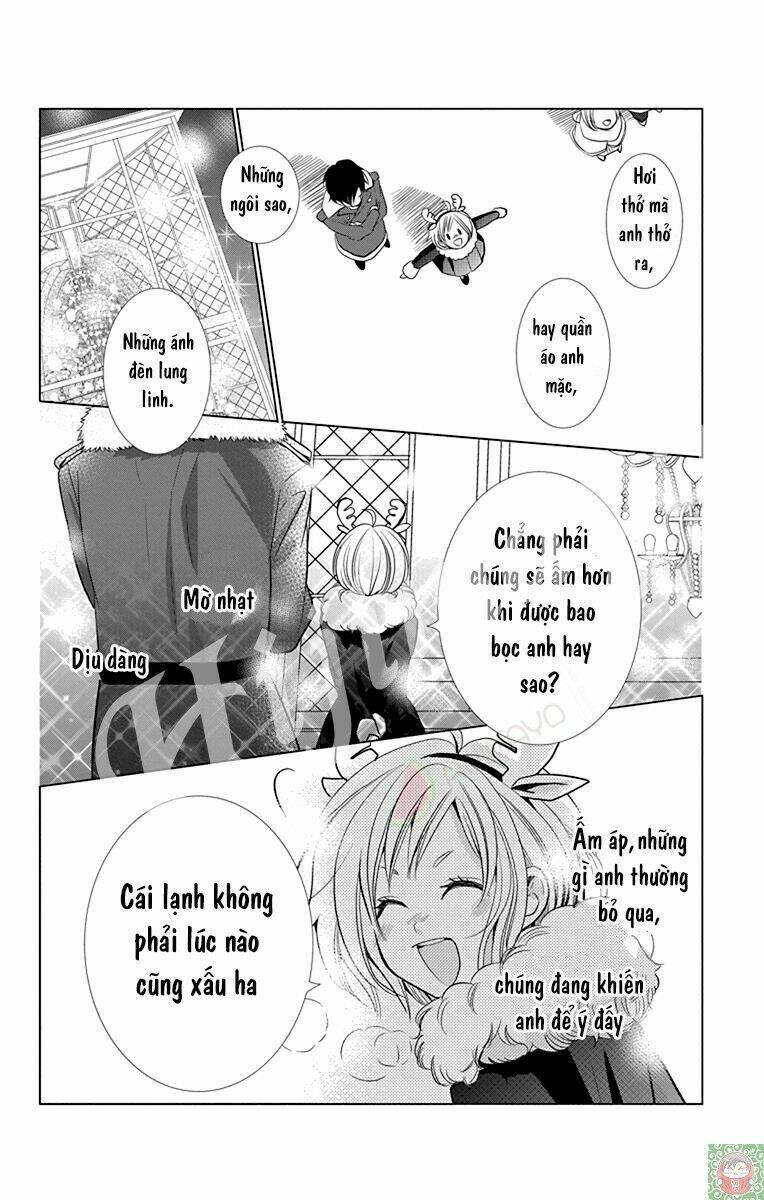 Hơi
thở mà
anh thở
ra,
hay quần
áo anh
mặc,
Những
ngôi sao,
Những ánh
đèn lung
linh.
Chẳng phải
chúng sẽ ấm hơn
khi được bao
bọc anh hay
sao?
Mờ nhạt
Dịu dàng
Ấm áp, những
gì anh thường
bỏ qua,
chúng đang khiến
anh để ý đấy
Cái lạnh không
phải lúc nào
cũng xấu ha